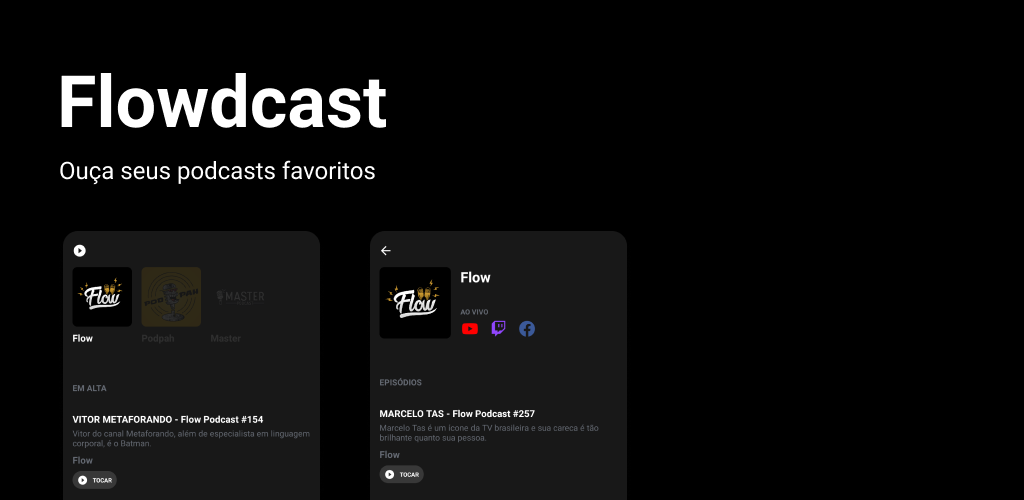 Flowdcast
Ouça seus podcasts favoritos
Flow
PODPAH
MASTER
Flow
Podpah
Master
EM ALTA
VITOR METAFORANDO - Flow Podcast #154
Vitor do canal Metaforando, além de especialista em linguagem
corporal, é o Batman.
Flow
TOCAR
Flow
Flow
AO VIVO
EPISÓDIOS
MARCELO TAS - Flow Podcast #257
Marcelo Tas é um ícone da TV brasileira e sua careca é tão
brilhante quanto sua pessoa.
Flow
TOCAR